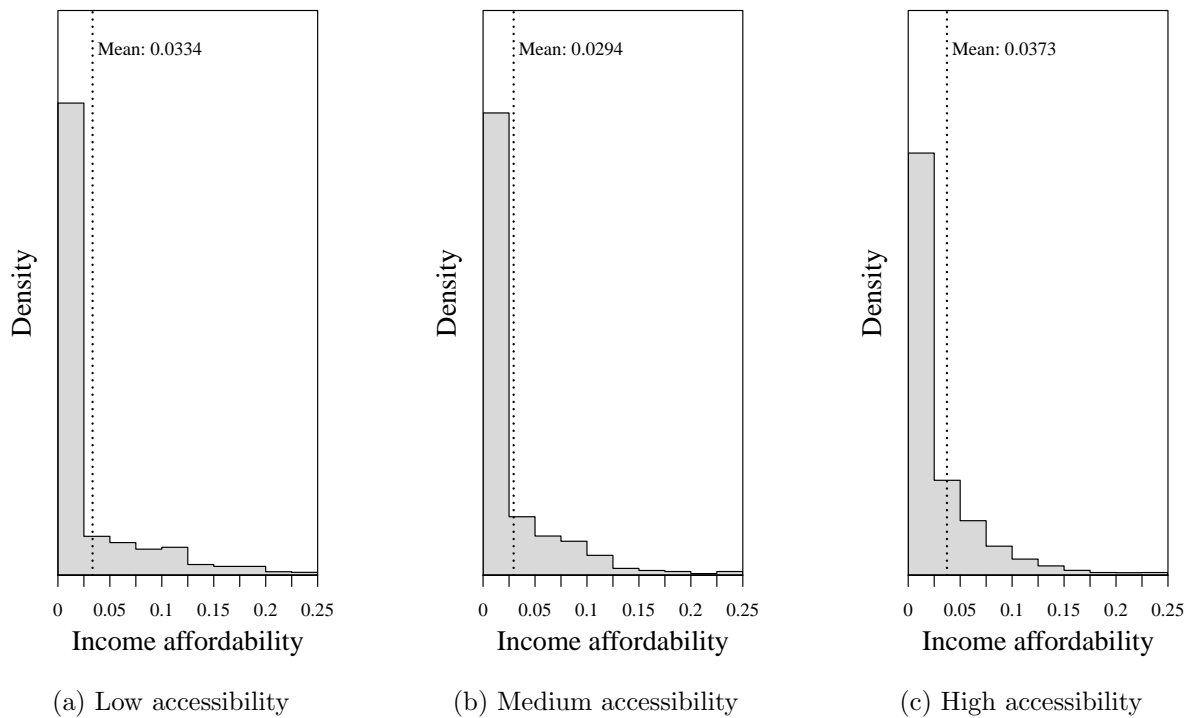 Mean: 0.0334
Density
0 0.05 0.1 0.15 0.2 0.25
Income affordability
(a) Low accessibility
Mean: 0.0294
Density
0 0.05 0.1 0.15 0.2 0.25
Income affordability
(b) Medium accessibility
Mean: 0.0373
Density
0 0.05 0.1 0.15 0.2 0.25
Income affordability
(c) High accessibility